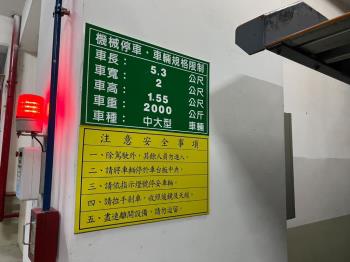 機械停車・車輛規格限制
車長： 5.3 公尺
車寬： 2 公尺
車高： 1.55 公尺
車重： 2000 公斤
車種： 中大型 車輛
注意安全事項
一、除駕駛外，其餘人員勿進入。
二、請將車輛停於車台板中央。
三、請依指示燈號停妥車輛。
四、請拉手剎車，收照後鏡及天線。
五、盡速離開設備，請勿逗留。